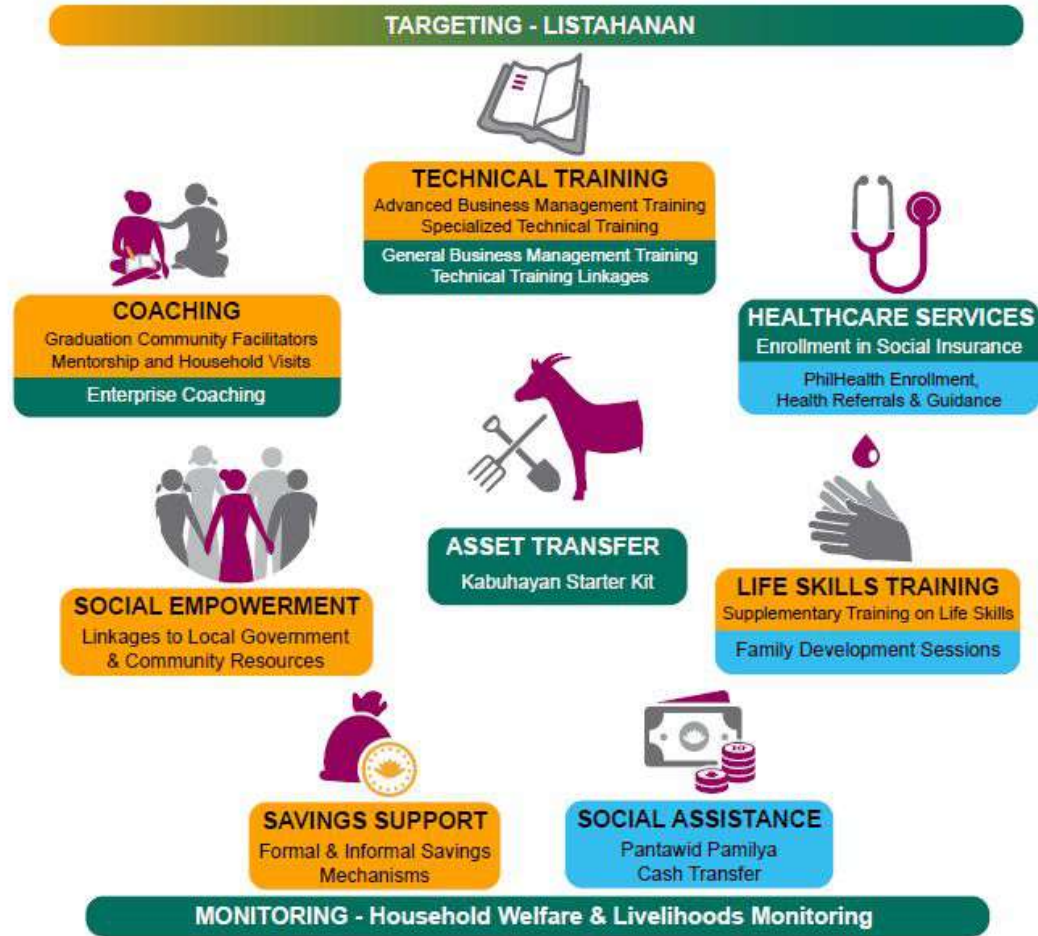 TARGETING - LISTAHANAN
TECHNICAL TRAINING
Advanced Business Management Training
Specialized Technical Training
General Business Management Training
Technical Training Linkages
COACHING
Graduation Community Facilitators
Mentorship and Household Visits
Enterprise Coaching
HEALTHCARE SERVICES
Enrollment in Social Insurance
PhilHealth Enrollment,
Health Referrals & Guidance
ASSET TRANSFER
Kabuhayan Starter Kit
SOCIAL EMPOWERMENT
Linkages to Local Government
& Community Resources
LIFE SKILLS TRAINING
Supplementary Training on Life Skills
Family Development Sessions
SAVINGS SUPPORT
Formal & Informal Savings
Mechanisms
SOCIAL ASSISTANCE
Pantawid Pamilya
Cash Transfer
MONITORING - Household Welfare & Livelihoods Monitoring